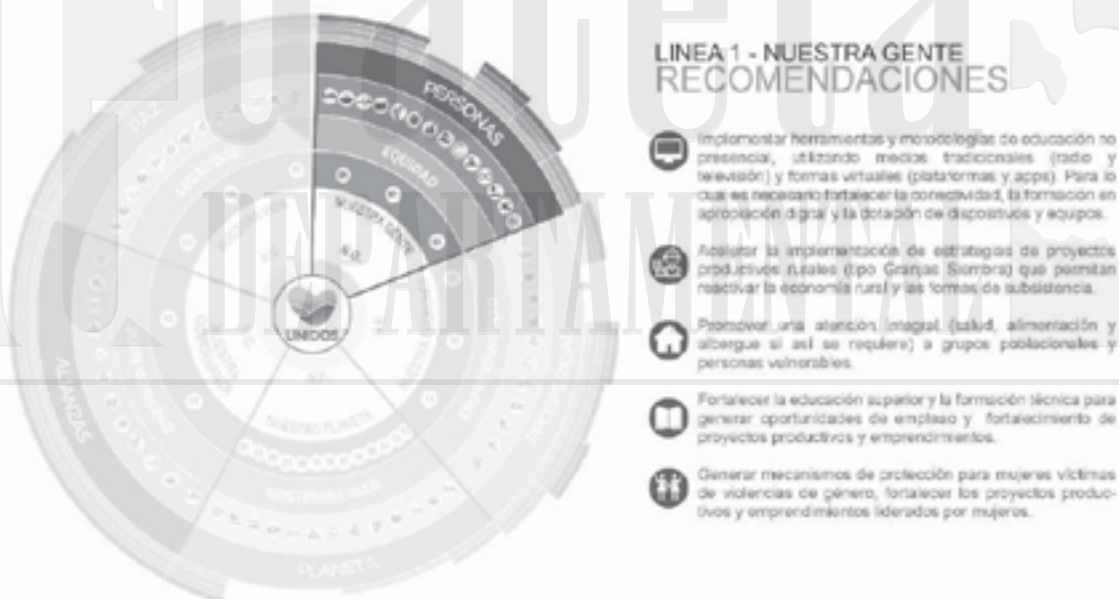 Gaceta
DEPARTAMENTAL
PERSONAS
EQUIDAD
NUESTRA GENTE
N.G.
UNIDOS
ALIANZAS
NUESTRO PLANETA
SOSTENIBILIDAD
PLANETA
LINEA 1 - NUESTRA GENTE
RECOMENDACIONES
Implementar herramientas y metodologías de educación no
presencial, utilizando medios tradicionales (radio y
televisión) y formas virtuales (plataformas y apps). Para lo
cual es necesario fortalecer la conectividad, la formación en
apropiación digital y la dotación de dispositivos y equipos.
Acelerar la implementación de estrategias de proyectos
productivos rurales (tipo Granjas Siembra) que permitan
reactivar la economía rural y las formas de subsistencia.
Promover una atención integral (salud, alimentación y
albergue si así se requiere) a grupos poblacionales y
personas vulnerables.
Fortalecer la educación superior y la formación técnica para
generar oportunidades de empleao y fortalecimiento de
proyectos productivos y emprendimientos.
Generar mecanismos de protección para mujeres víctimas
de violencias de género, fortalecer los proyectos produc-
tivos y emprendimientos liderados por mujeres.